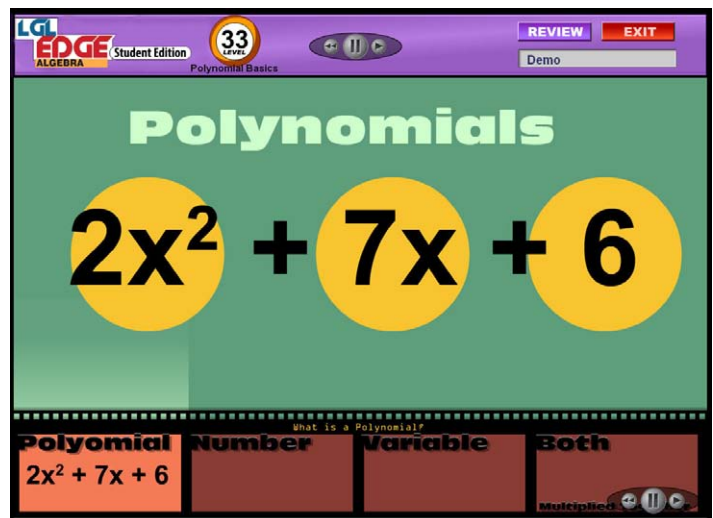 LGL
EDGE
ALGEBRA
Student Edition
33
LEVEL
Polynomial Basics
REVIEW
EXIT
Demo
Polynomials
2x² + 7x + 6
What is a Polynomial?
Polyomial
2x² + 7x + 6
Number
Variable
Both
Multiplied